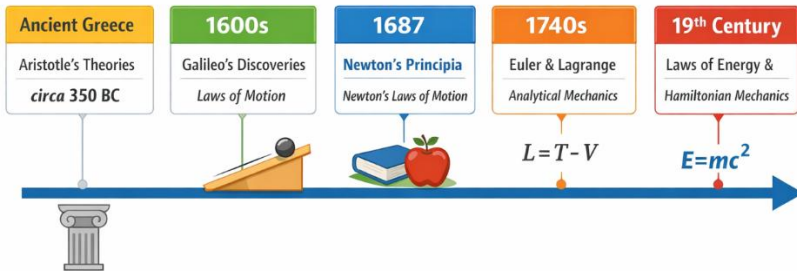 Ancient Greece
Aristotle's Theories
circa 350 BC
1600s
Galileo's Discoveries
Laws of Motion
1687
Newton's Principia
Newton's Laws of Motion
1740s
Euler & Lagrange
Analytical Mechanics
L=T-V
19th Century
Laws of Energy &
Hamiltonian Mechanics
E=mc²